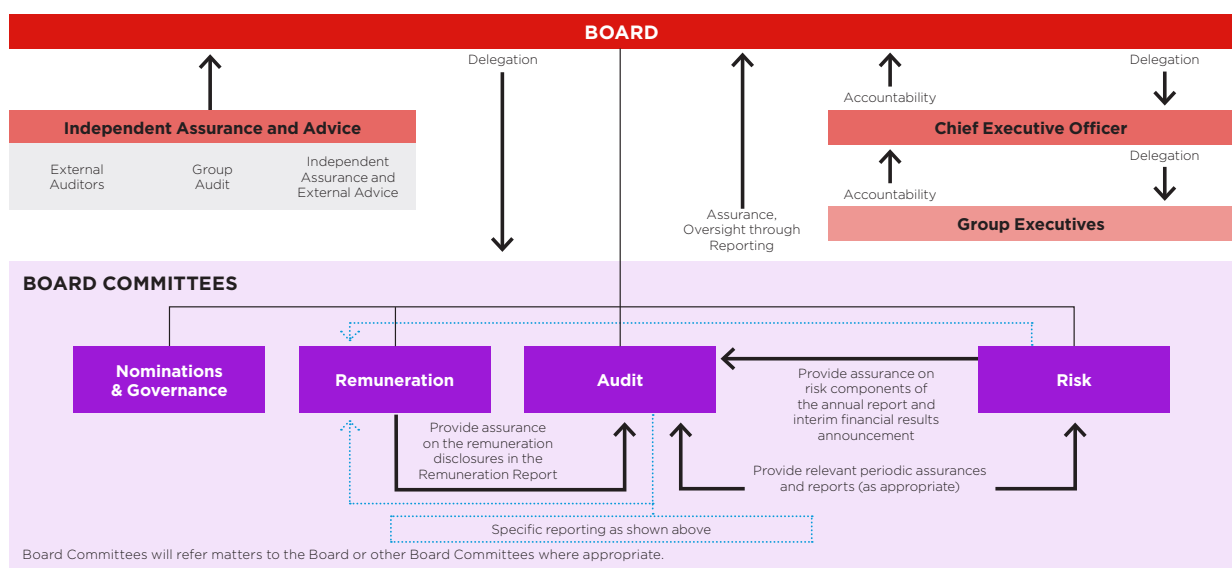 BOARD
Delegation
Delegation
Accountability
Independent Assurance and Advice
Chief Executive Officer
External
Auditors
Group
Audit
Independent
Assurance and
External Advice
Delegation
Accountability
Assurance,
Oversight through
Reporting
Group Executives
BOARD COMMITTEES
Nominations
& Governance
Remuneration
Audit
Risk
Provide assurance on
risk components of
the annual report and
interim financial results
announcement
Provide assurance
on the remuneration
disclosures in the
Remuneration Report
Provide relevant periodic assurances
and reports (as appropriate)
Specific reporting as shown above
Board Committees will refer matters to the Board or other Board Committees where appropriate.